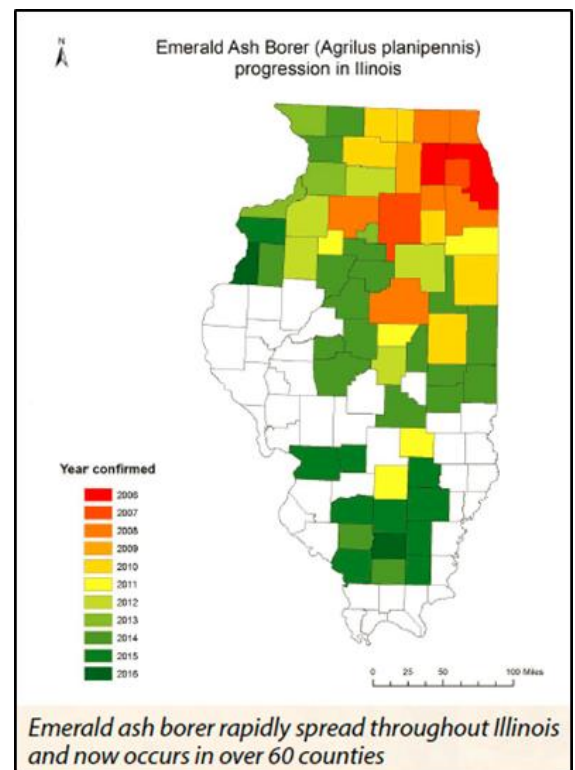 N
Emerald Ash Borer (Agrilus planipennis)
progression in Ilinois
Year confirmed
2006
2007
2008
2009
2010
2011
2012
2013
2014
2015
2016
0 25 50 100 Miles
Emerald ash borer rapidly spread throughout Illinois
and now occurs in over 60 counties